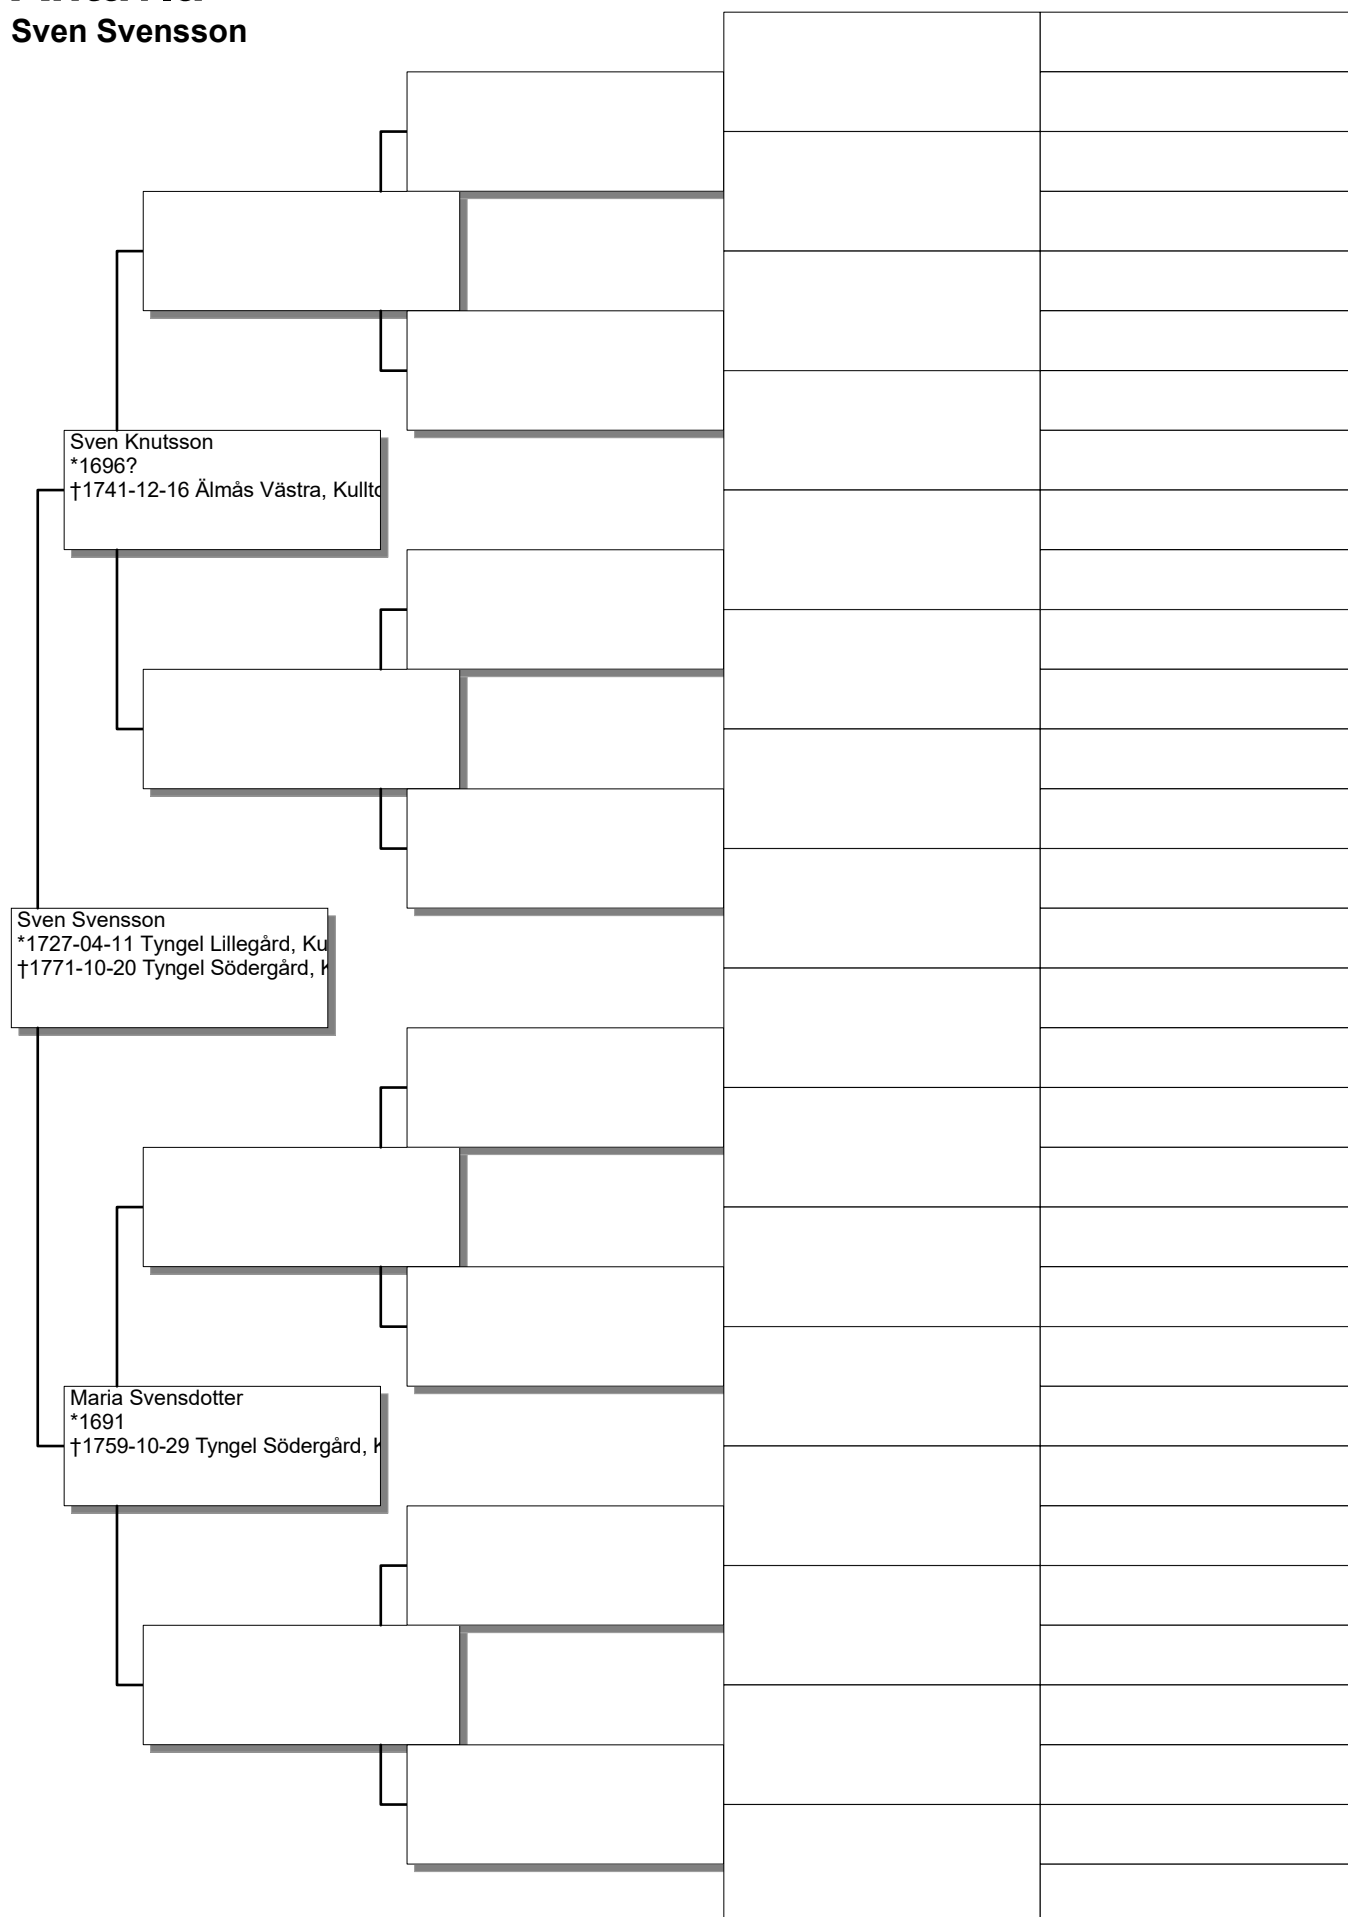 Sven Svensson
Sven Knutsson
*1696?
†1741-12-16 Älmås Västra, Kullto
Sven Svensson
*1727-04-11 Tyngel Lillegård, Ku
†1771-10-20 Tyngel Södergård, K
Maria Svensdotter
*1691
†1759-10-29 Tyngel Södergård, K